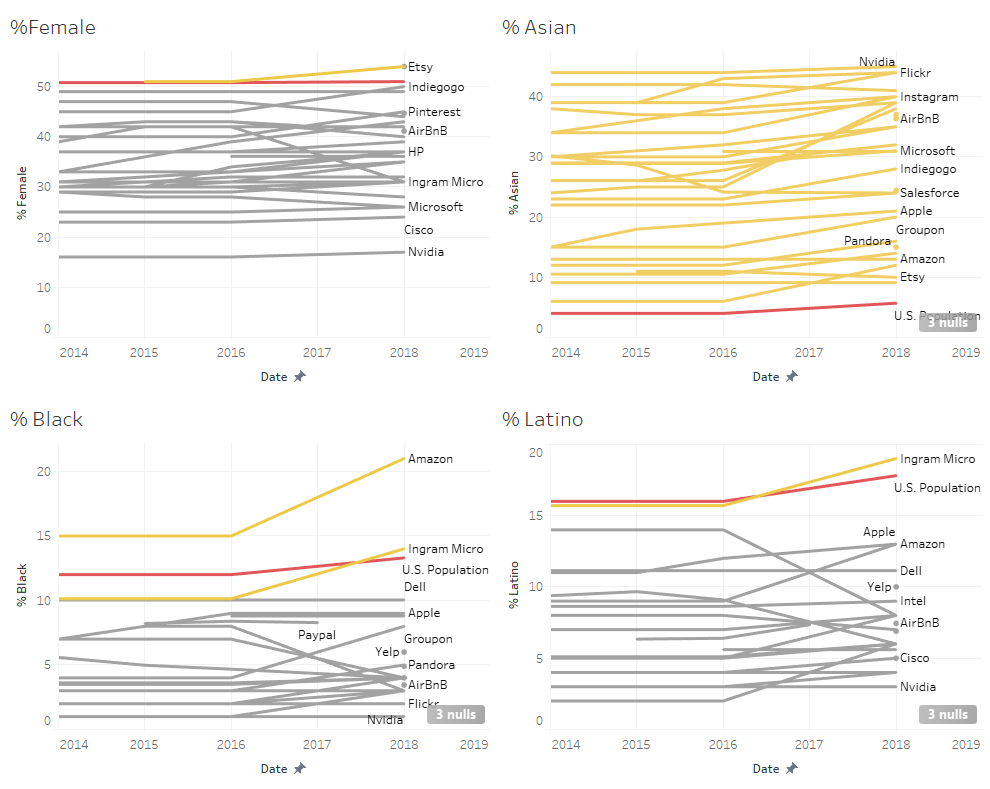 %Female
% Asian
Etsy
Indiegogo
Pinterest
AirBnB
HP
Ingram Micro
Microsoft
Cisco
Nvidia
50
40
30
20
10
0
% Female
2014 2015 2016 2017 2018 2019
Date
Nvidia
Flickr
Instagram
AirBnB
Microsoft
Indiegogo
Salesforce
Apple
Groupon
Pandora
Amazon
Etsy
U.S. Population
3 nulls
40
30
20
10
0
% Asian
2014 2015 2016 2017 2018 2019
Date
% Black
% Latino
Amazon
Ingram Micro
U.S. Population
Dell
Apple
Paypal
Groupon
Yelp
Pandora
AirBnB
Flickr
Nvidia
3 nulls
20
15
10
5
0
% Black
2014 2015 2016 2017 2018 2019
Date
Ingram Micro
U.S. Population
Apple
Amazon
Dell
Yelp
Intel
AirBnB
Cisco
Nvidia
3 nulls
20
15
10
5
0
% Latino
2014 2015 2016 2017 2018 2019
Date